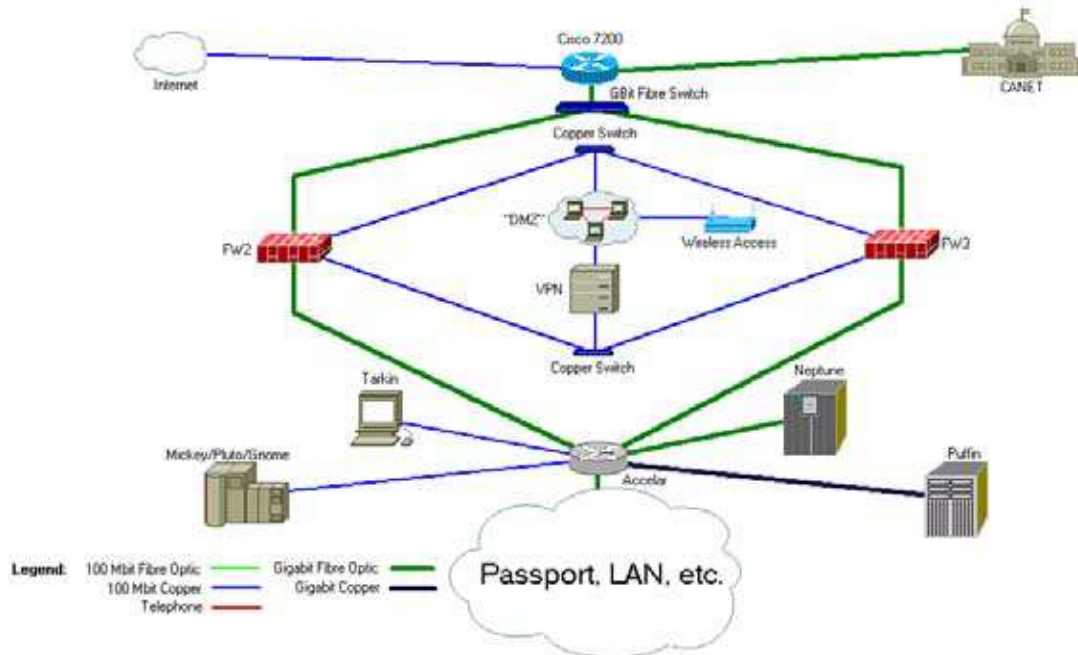 Cisco 7200
Internet
GBit Fibre Switch
CANET
Copper Switch
"DMZ"
Wireless Access
FW2
FW3
VPN
Copper Switch
Tarkin
Neptune
Mickey/Pluto/Gnome
Puffin
Accelar
Passport, LAN, etc.
Legend: 100 Mbit Fibre Optic Gigabit Fibre Optic
100 Mbit Copper Gigabit Copper
Telephone